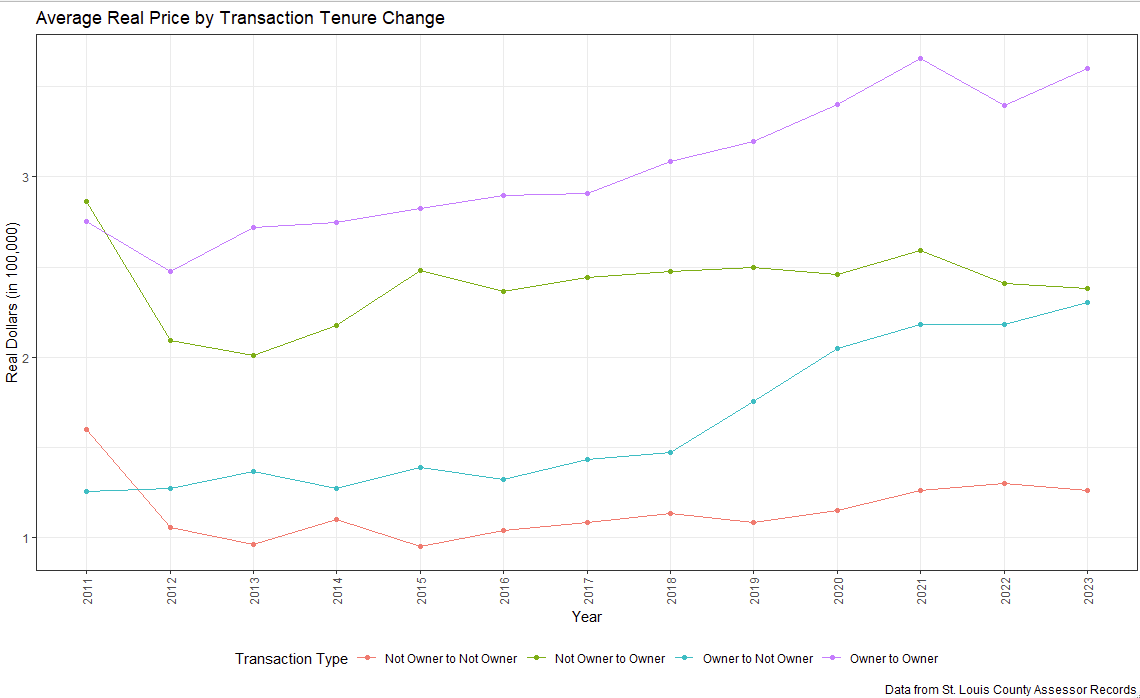 Average Real Price by Transaction Tenure Change
Real Dollars (in 100,000)
3
2
1
2011 2012 2013 2014 2015 2016 2017 2018 2019 2020 2021 2022 2023
Year
Transaction Type Not Owner to Not Owner Not Owner to Owner Owner to Not Owner Owner to Owner
Data from St. Louis County Assessor Records.